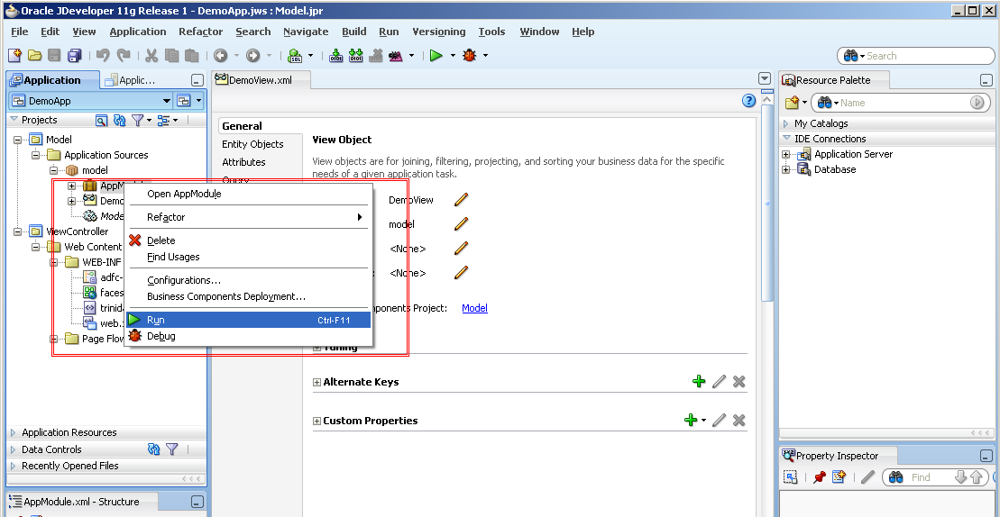 Oracle JDeveloper 11g Release 1 - DemoApp.jws : Model.jpr
File Edit View Application Refactor Search Navigate Build Run Versioning Tools Window Help
Search
Application
Applic...
DemoApp
Projects
Model
Application Sources
model
AppMod
Demo
Mode
ViewController
Web Content
WEB-INF
adfc-
faces
trinida
web.
Page Flow
Application Resources
Data Controls
Recently Opened Files
AppModule.xml - Structure
Open AppModule
Refactor
Delete
Find Usages
Configurations...
Business Components Deployment...
Run Ctrl-F11
Debug
DemoView.xml
General
Entity Objects
Attributes
Query
View Object
View objects are for joining, filtering, projecting, and sorting your business data for the specific
needs of a given application task.
DemoView
model
<None>
<None>
mponents Project: Model
Tuning
Alternate Keys
Custom Properties
Resource Palette
Name
My Catalogs
IDE Connections
Application Server
Database
Property Inspector
Find